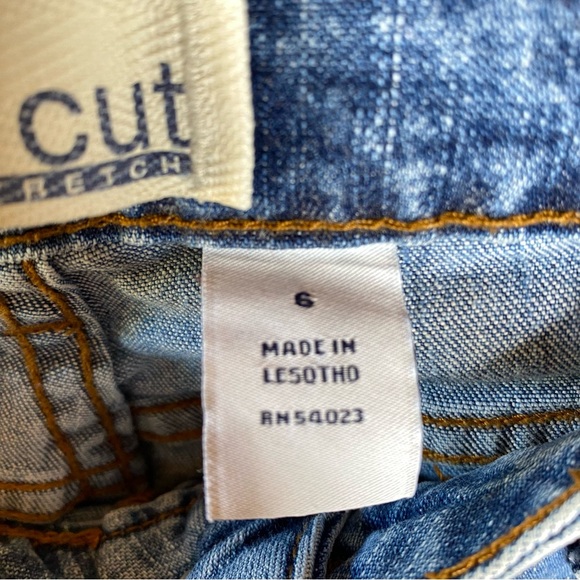 cut
RETCH
6
MADE IN
LESOTHO
RN54023